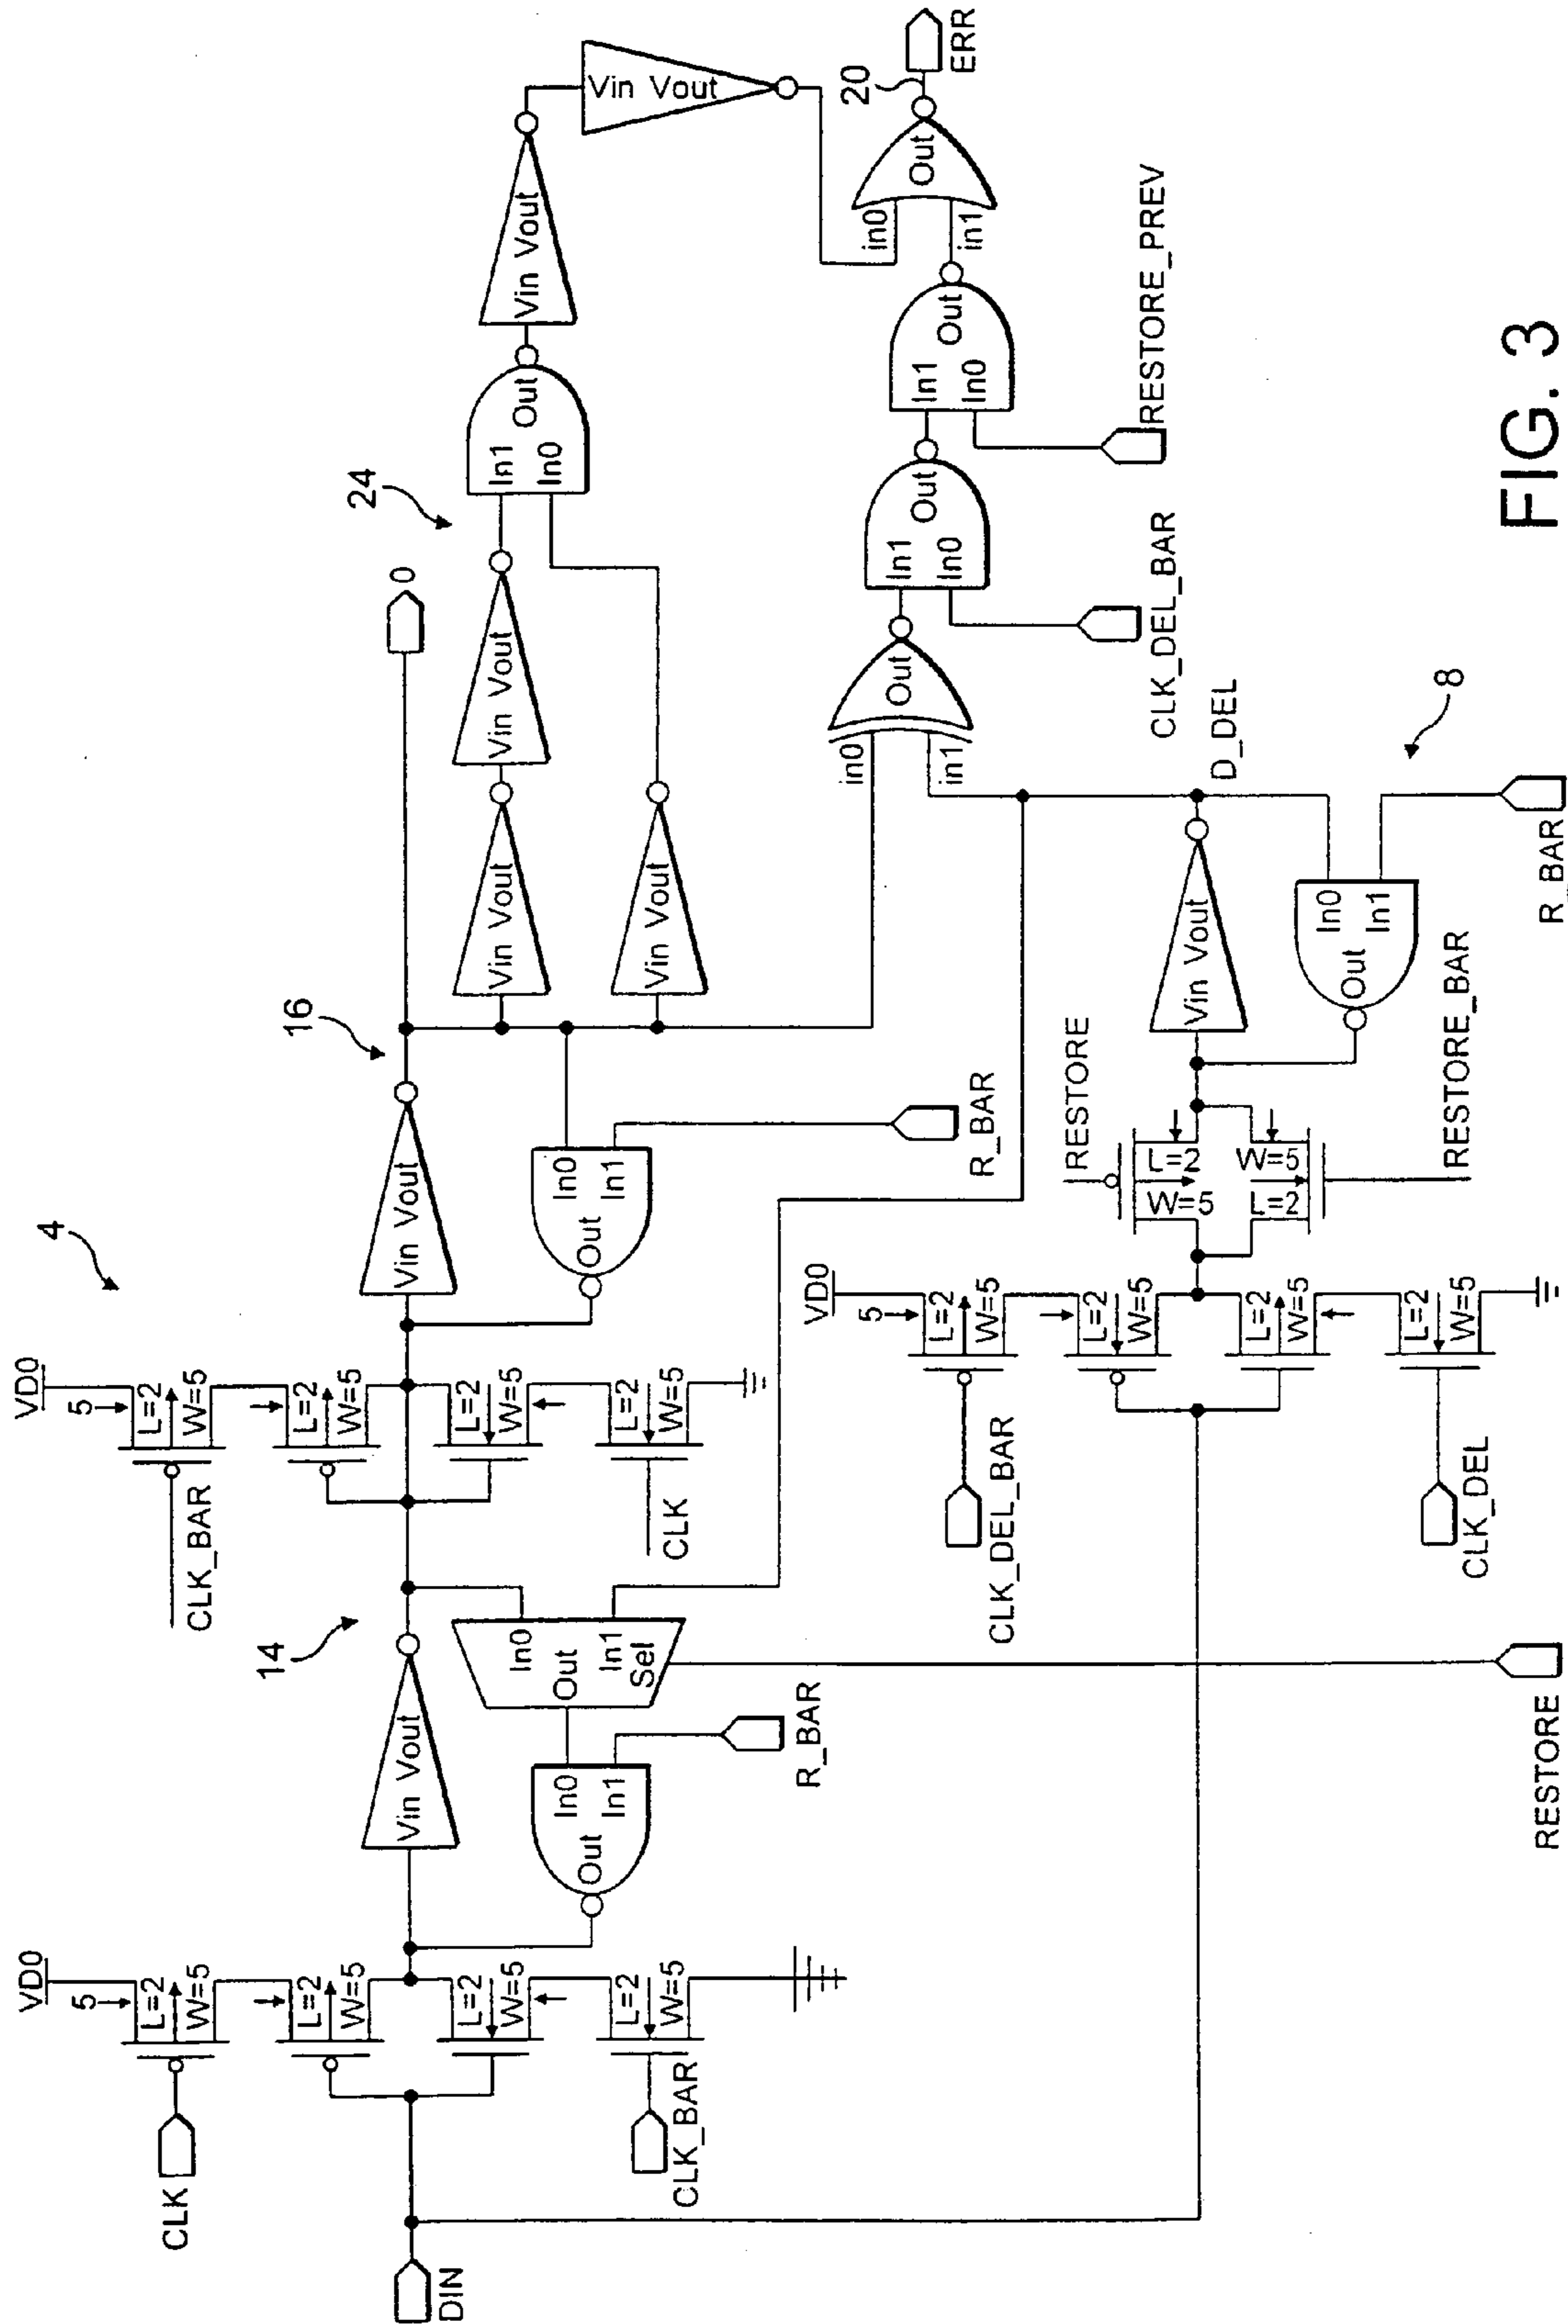 4
VD0
5
L=2
W=5
L=2
W=5
L=2
W=5
L=2
W=5
CLK
CLK_BAR
DIN
VD0
5
L=2
W=5
L=2
W=5
L=2
W=5
L=2
W=5
CLK_BAR
CLK
14
Vin Vout
In0
In1
Out
Sel
In0
In1
Out
R_BAR
16
Vin Vout
In0
In1
Out
R_BAR
0
24
Vin Vout
Vin Vout
Vin Vout
In1
In0
Out
Vin Vout
Vin Vout
in0
in1
Out
In1
In0
Out
CLK_DEL_BAR
In1
In0
Out
RESTORE_PREV
in0
in1
Out
20
ERR
VD0
5
L=2
W=5
L=2
W=5
L=2
W=5
L=2
W=5
CLK_DEL_BAR
CLK_DEL
RESTORE
L=2
W=5
W=5
L=2
RESTORE_BAR
Vin Vout
D_DEL
In0
In1
Out
R_BAR
8
RESTORE
FIG. 3